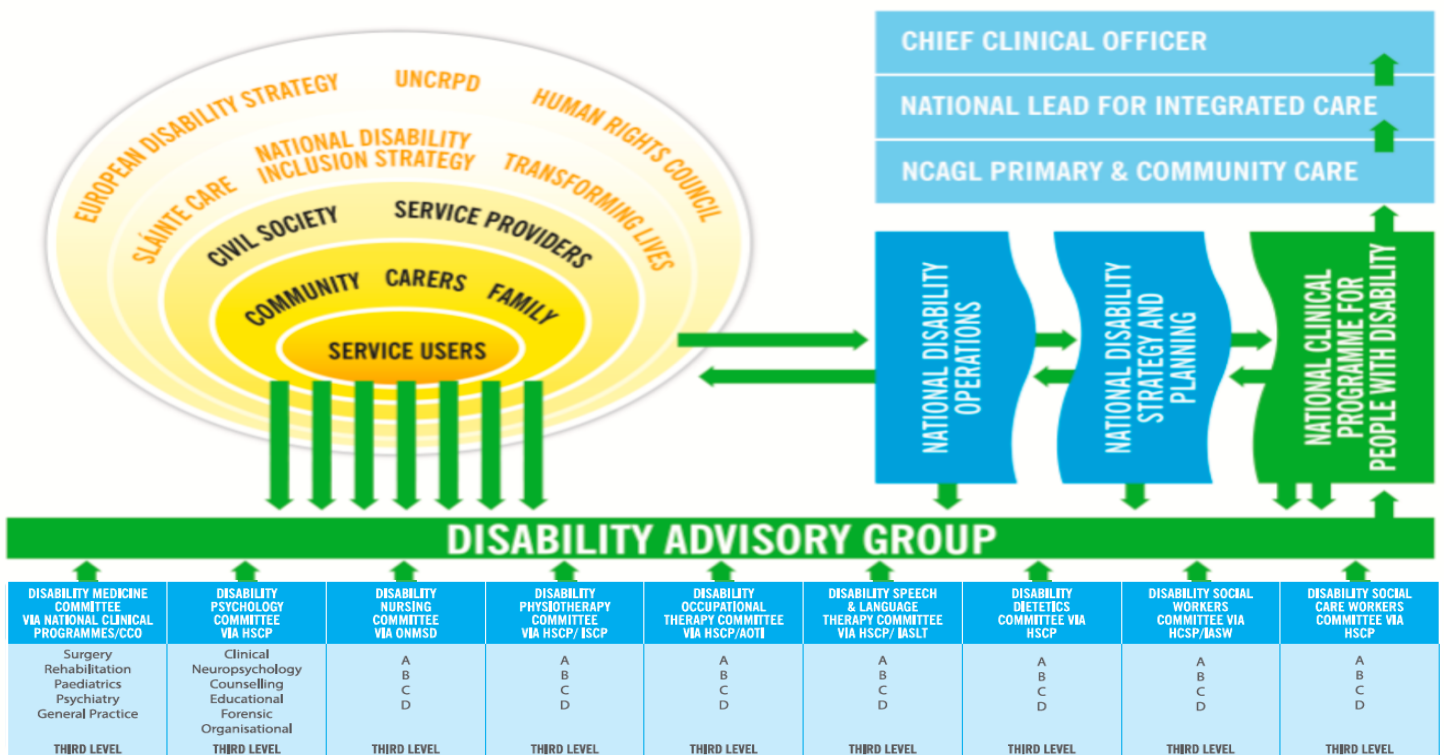 EUROPEAN DISABILITY STRATEGY
UNCRPD
HUMAN RIGHTS COUNCIL
SLÁINTE CARE
NATIONAL DISABILITY
INCLUSION STRATEGY
TRANSFORMING LIVES
CIVIL SOCIETY
SERVICE PROVIDERS
COMMUNITY
CARERS
FAMILY
SERVICE USERS
CHIEF CLINICAL OFFICER
NATIONAL LEAD FOR INTEGRATED CARE
NCAGL PRIMARY & COMMUNITY CARE
NATIONAL DISABILITY
OPERATIONS
NATIONAL DISABILITY
STRATEGY AND
PLANNING
NATIONAL CLINICAL
PROGRAMME FOR
PEOPLE WITH DISABILITY
DISABILITY ADVISORY GROUP
DISABILITY MEDICINE
COMMITTEE
VIA NATIONAL CLINICAL
PROGRAMMES/CCO
Surgery
Rehabilitation
Paediatrics
Psychiatry
General Practice
THIRD LEVEL
DISABILITY
PSYCHOLOGY
COMMITTEE
VIA HSCP
Clinical
Neuropsychology
Counselling
Educational
Forensic
Organisational
THIRD LEVEL
DISABILITY
NURSING
COMMITTEE
VIA ONMSD
A
B
C
D
THIRD LEVEL
DISABILITY
PHYSIOTHERAPY
COMMITTEE
VIA HSCP/ ISCP
A
B
C
D
THIRD LEVEL
DISABILITY
OCCUPATIONAL
THERAPY COMMITTEE
VIA HSCP/AOTI
A
B
C
D
THIRD LEVEL
DISABILITY SPEECH
& LANGUAGE
THERAPY COMMITTEE
VIA HSCP/ IASLT
A
B
C
D
THIRD LEVEL
DISABILITY
DIETETICS
COMMITTEE VIA
HSCP
A
B
C
D
THIRD LEVEL
DISABILITY SOCIAL
WORKERS
COMMITTEE VIA
HCSP/IASW
A
B
C
D
THIRD LEVEL
DISABILITY SOCIAL
CARE WORKERS
COMMITTEE VIA
HSCP
A
B
C
D
THIRD LEVEL